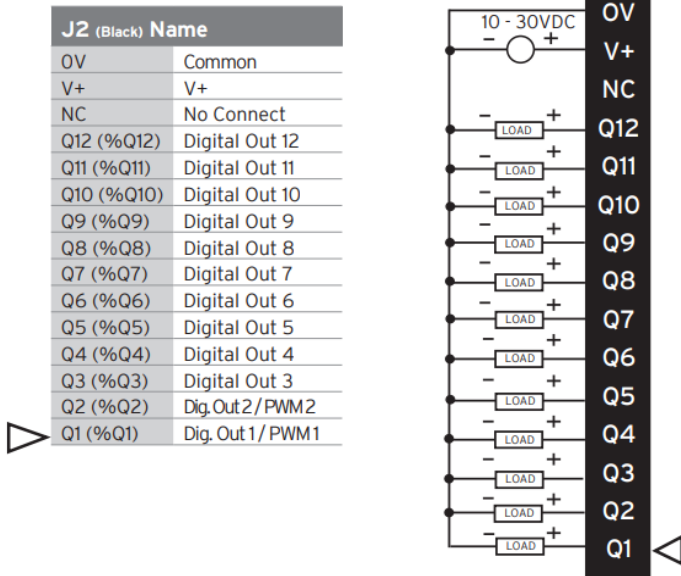 J2 (Black) Name
0V Common
V+ V+
NC No Connect
Q12 (%Q12) Digital Out 12
Q11 (%Q11) Digital Out 11
Q10 (%Q10) Digital Out 10
Q9 (%Q9) Digital Out 9
Q8 (%Q8) Digital Out 8
Q7 (%Q7) Digital Out 7
Q6 (%Q6) Digital Out 6
Q5 (%Q5) Digital Out 5
Q4 (%Q4) Digital Out 4
Q3 (%Q3) Digital Out 3
Q2 (%Q2) Dig. Out 2 / PWM 2
Q1 (%Q1) Dig. Out 1 / PWM 1
10 - 30VDC 0V
- + V+
NC
- LOAD + Q12
- LOAD + Q11
- LOAD + Q10
- LOAD + Q9
- LOAD + Q8
- LOAD + Q7
- LOAD + Q6
- LOAD + Q5
- LOAD + Q4
- LOAD + Q3
- LOAD + Q2
- LOAD + Q1